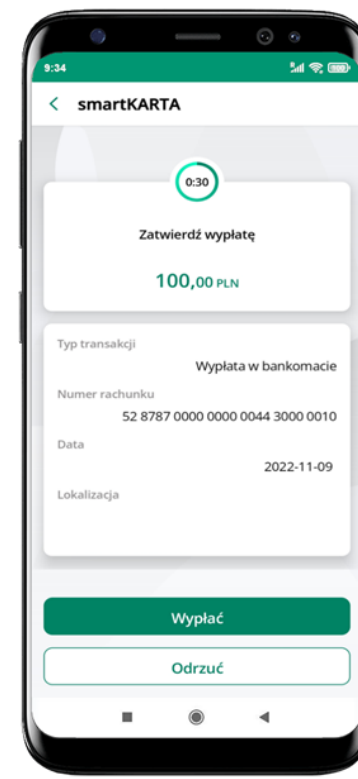 9:34
smartKARTA
0:30
Zatwierdź wypłatę
100,00 PLN
Typ transakcji
Wypłata w bankomacie
Numer rachunku
52 8787 0000 0000 0044 3000 0010
Data
2022-11-09
Lokalizacja
Wypłać
Odrzuć